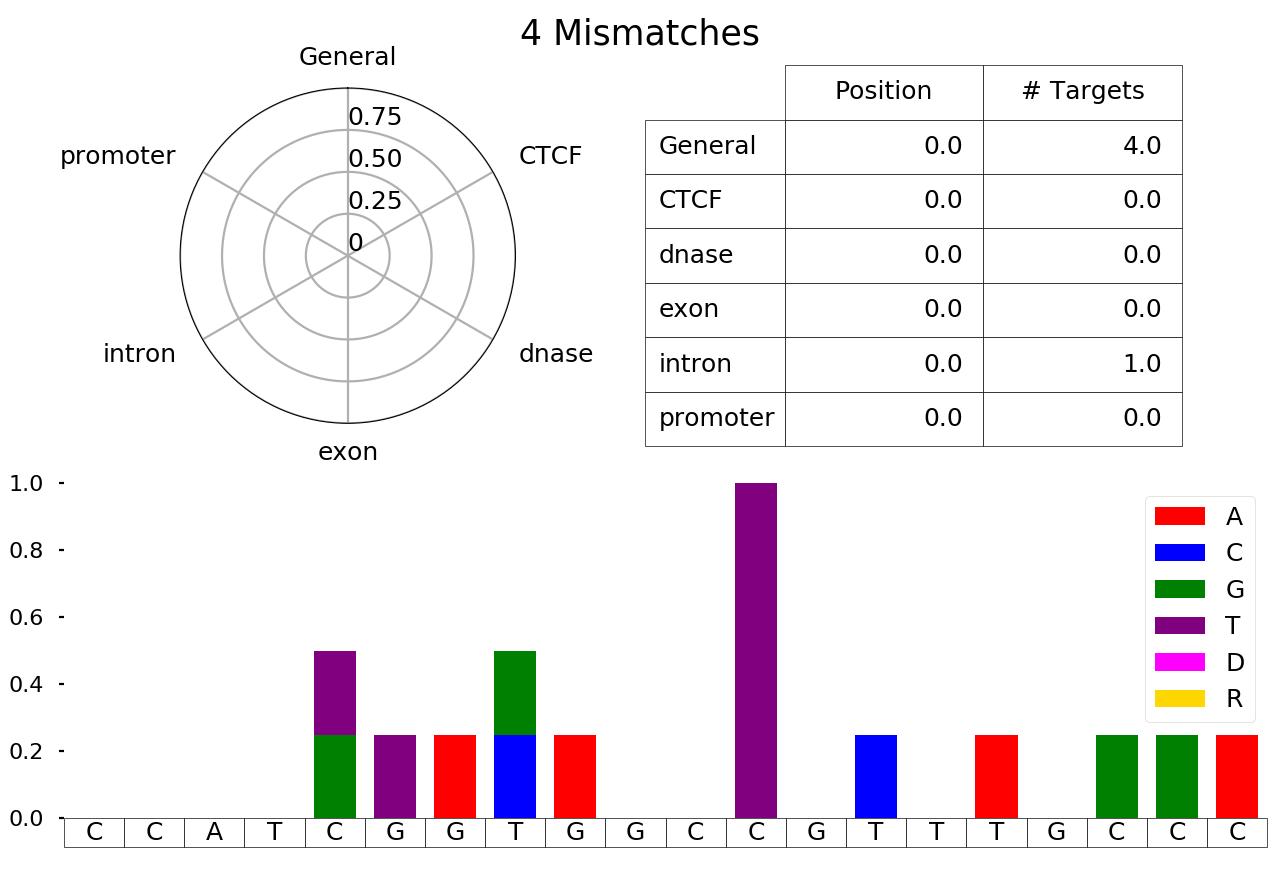 4 Mismatches
General
promoter
CTCF
0.75
0.50
0.25
0
intron
dnase
exon
Position # Targets
General 0.0 4.0
CTCF 0.0 0.0
dnase 0.0 0.0
exon 0.0 0.0
intron 0.0 1.0
promoter 0.0 0.0
1.0
0.8
0.6
0.4
0.2
0.0
A
C
G
T
D
R
C C A T C G G T G G C C G T T T G C C C